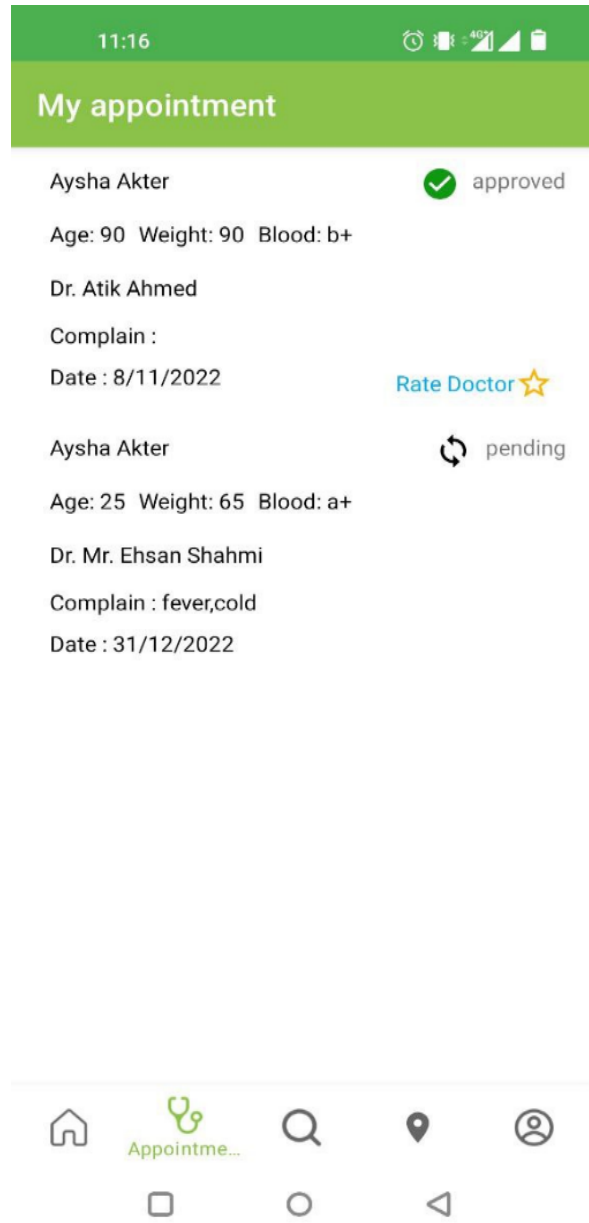 11:16
4G
My appointment
Aysha Akter approved
Age: 90 Weight: 90 Blood: b+
Dr. Atik Ahmed
Complain :
Date : 8/11/2022 Rate Doctor
Aysha Akter pending
Age: 25 Weight: 65 Blood: a+
Dr. Mr. Ehsan Shahmi
Complain : fever,cold
Date : 31/12/2022
Appointme...